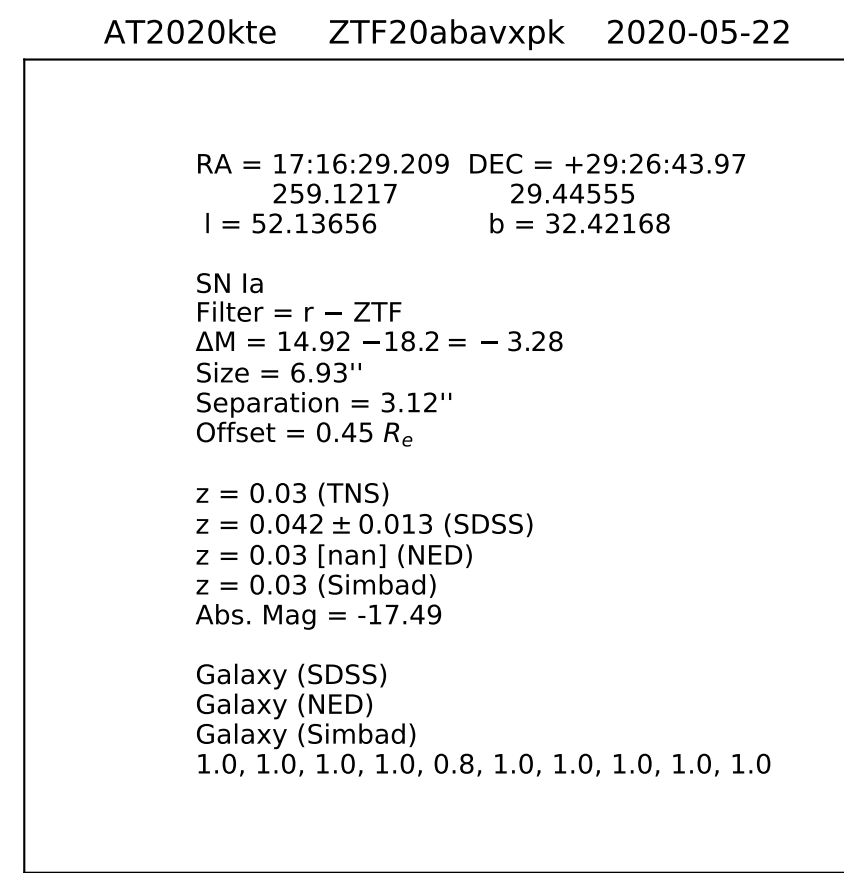 AT2020kte ZTF20abavxpk 2020-05-22
RA = 17:16:29.209 DEC = +29:26:43.97
259.1217 29.44555
l = 52.13656 b = 32.42168
SN Ia
Filter = r − ZTF
ΔM = 14.92 −18.2 = − 3.28
Size = 6.93''
Separation = 3.12''
Offset = 0.45 Rₑ
z = 0.03 (TNS)
z = 0.042 ± 0.013 (SDSS)
z = 0.03 [nan] (NED)
z = 0.03 (Simbad)
Abs. Mag = -17.49
Galaxy (SDSS)
Galaxy (NED)
Galaxy (Simbad)
1.0, 1.0, 1.0, 1.0, 0.8, 1.0, 1.0, 1.0, 1.0, 1.0